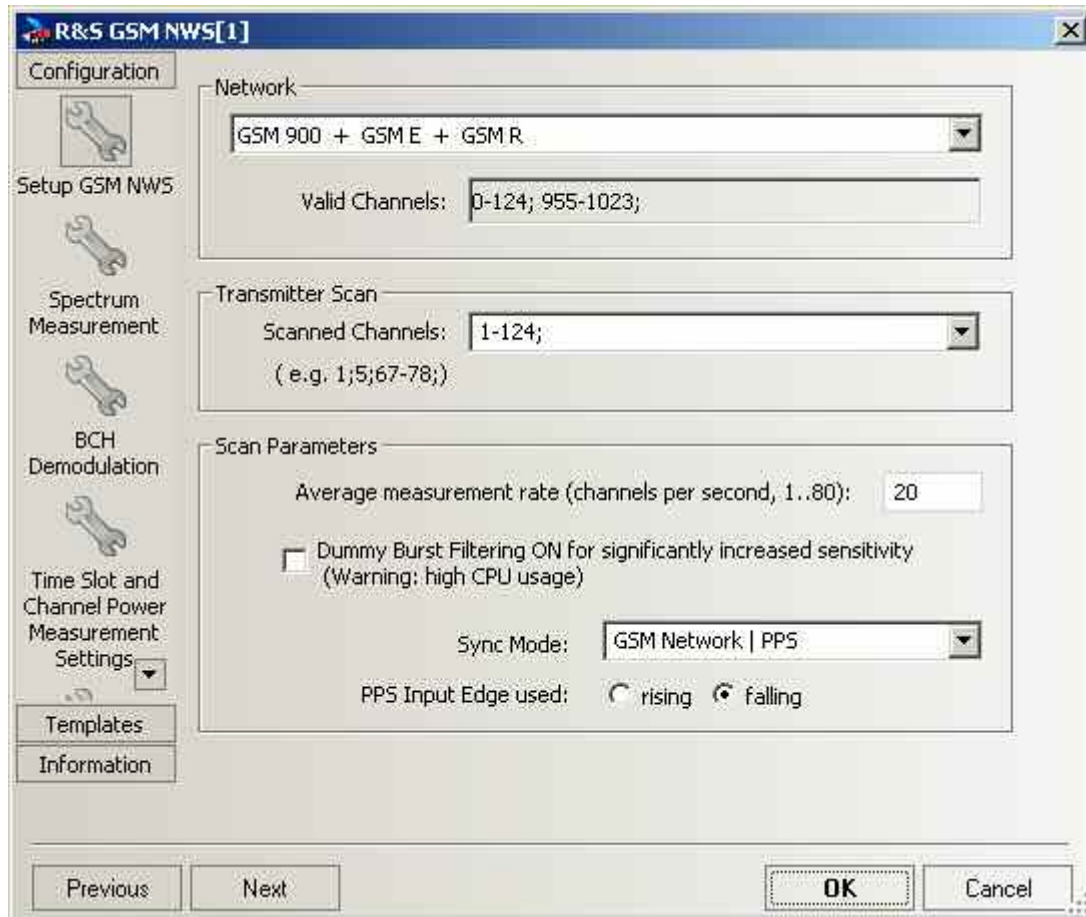 R&S GSM NWS[1]
Configuration
Setup GSM NWS
Spectrum
Measurement
BCH
Demodulation
Time Slot and
Channel Power
Measurement
Settings
Templates
Information
Network
GSM 900 + GSM E + GSM R
Valid Channels: 0-124; 955-1023;
Transmitter Scan
Scanned Channels: 1-124;
( e.g. 1;5;67-78;)
Scan Parameters
Average measurement rate (channels per second, 1..80): 20
Dummy Burst Filtering ON for significantly increased sensitivity
(Warning: high CPU usage)
Sync Mode: GSM Network | PPS
PPS Input Edge used: rising falling
Previous Next OK Cancel